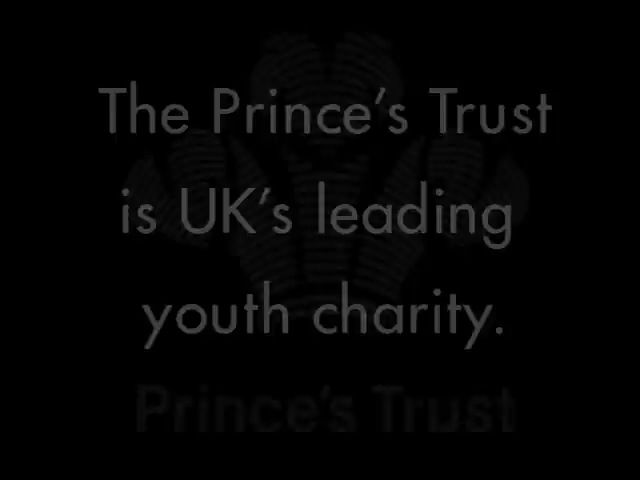 The Prince's Trust
is UK's leading
youth charity.
Prince's Trust